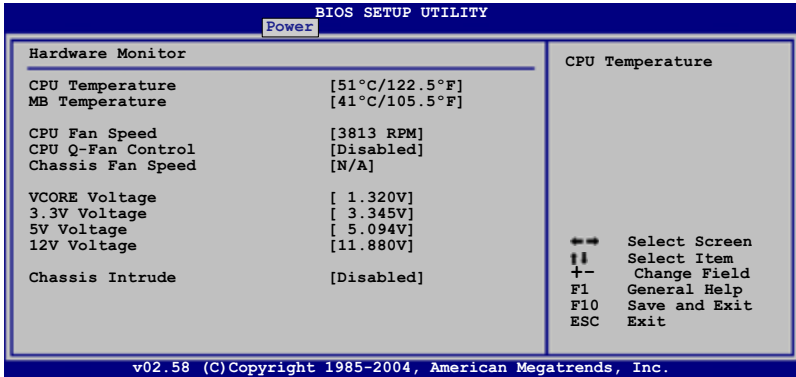 BIOS SETUP UTILITY
Power
Hardware Monitor
CPU Temperature [51°C/122.5°F]
MB Temperature [41°C/105.5°F]
CPU Fan Speed [3813 RPM]
CPU Q-Fan Control [Disabled]
Chassis Fan Speed [N/A]
VCORE Voltage [ 1.320V]
3.3V Voltage [ 3.345V]
5V Voltage [ 5.094V]
12V Voltage [11.880V]
Chassis Intrude [Disabled]
CPU Temperature
←→ Select Screen
↑↓ Select Item
+- Change Field
F1 General Help
F10 Save and Exit
ESC Exit
v02.58 (C)Copyright 1985-2004, American Megatrends, Inc.